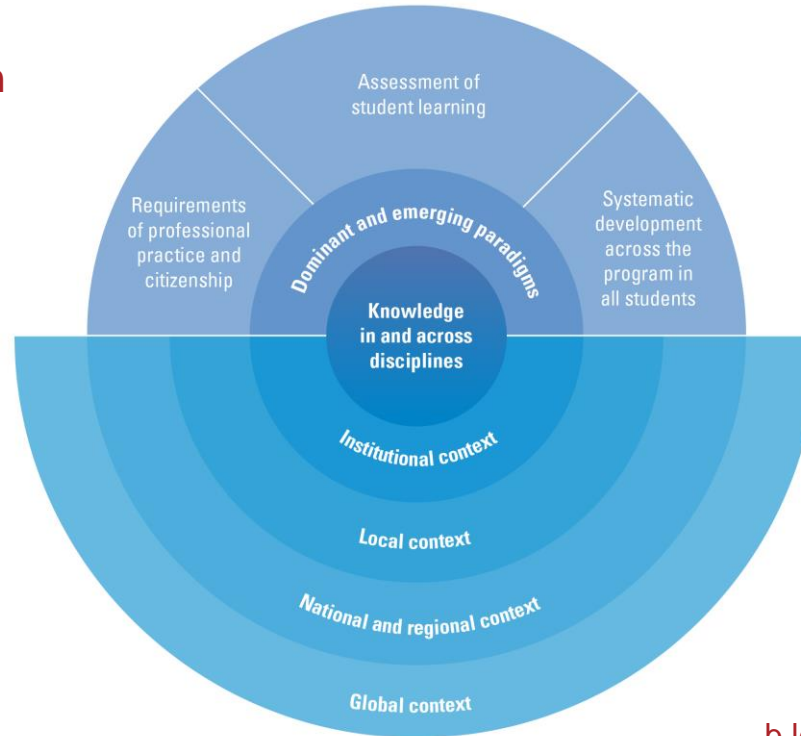 Assessment of
student learning
Requirements
of professional
practice and
citizenship
Dominant and emerging paradigms
Systematic
development
across the
program in
all students
Knowledge
in and across
disciplines
Institutional context
Local context
National and regional context
Global context